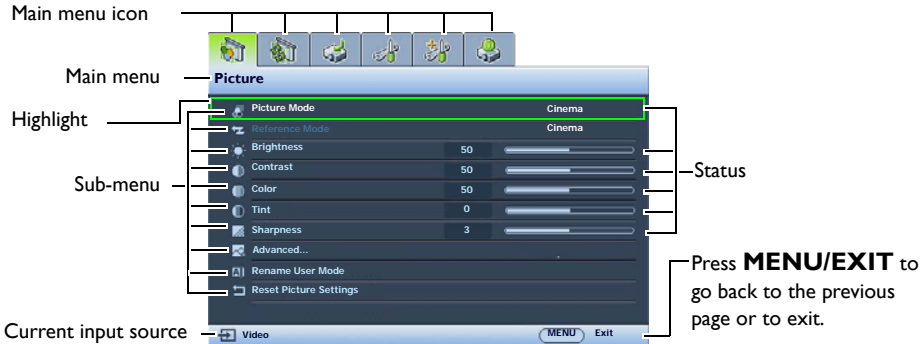 Main menu icon
Main menu
Picture
Highlight
Picture Mode Cinema
Reference Mode Cinema
Brightness 50
Contrast 50
Sub-menu
Status
Color 50
Tint 0
Sharpness 3
Advanced...
Rename User Mode
Reset Picture Settings
Press MENU/EXIT to
go back to the previous
page or to exit.
Current input source
Video MENU Exit